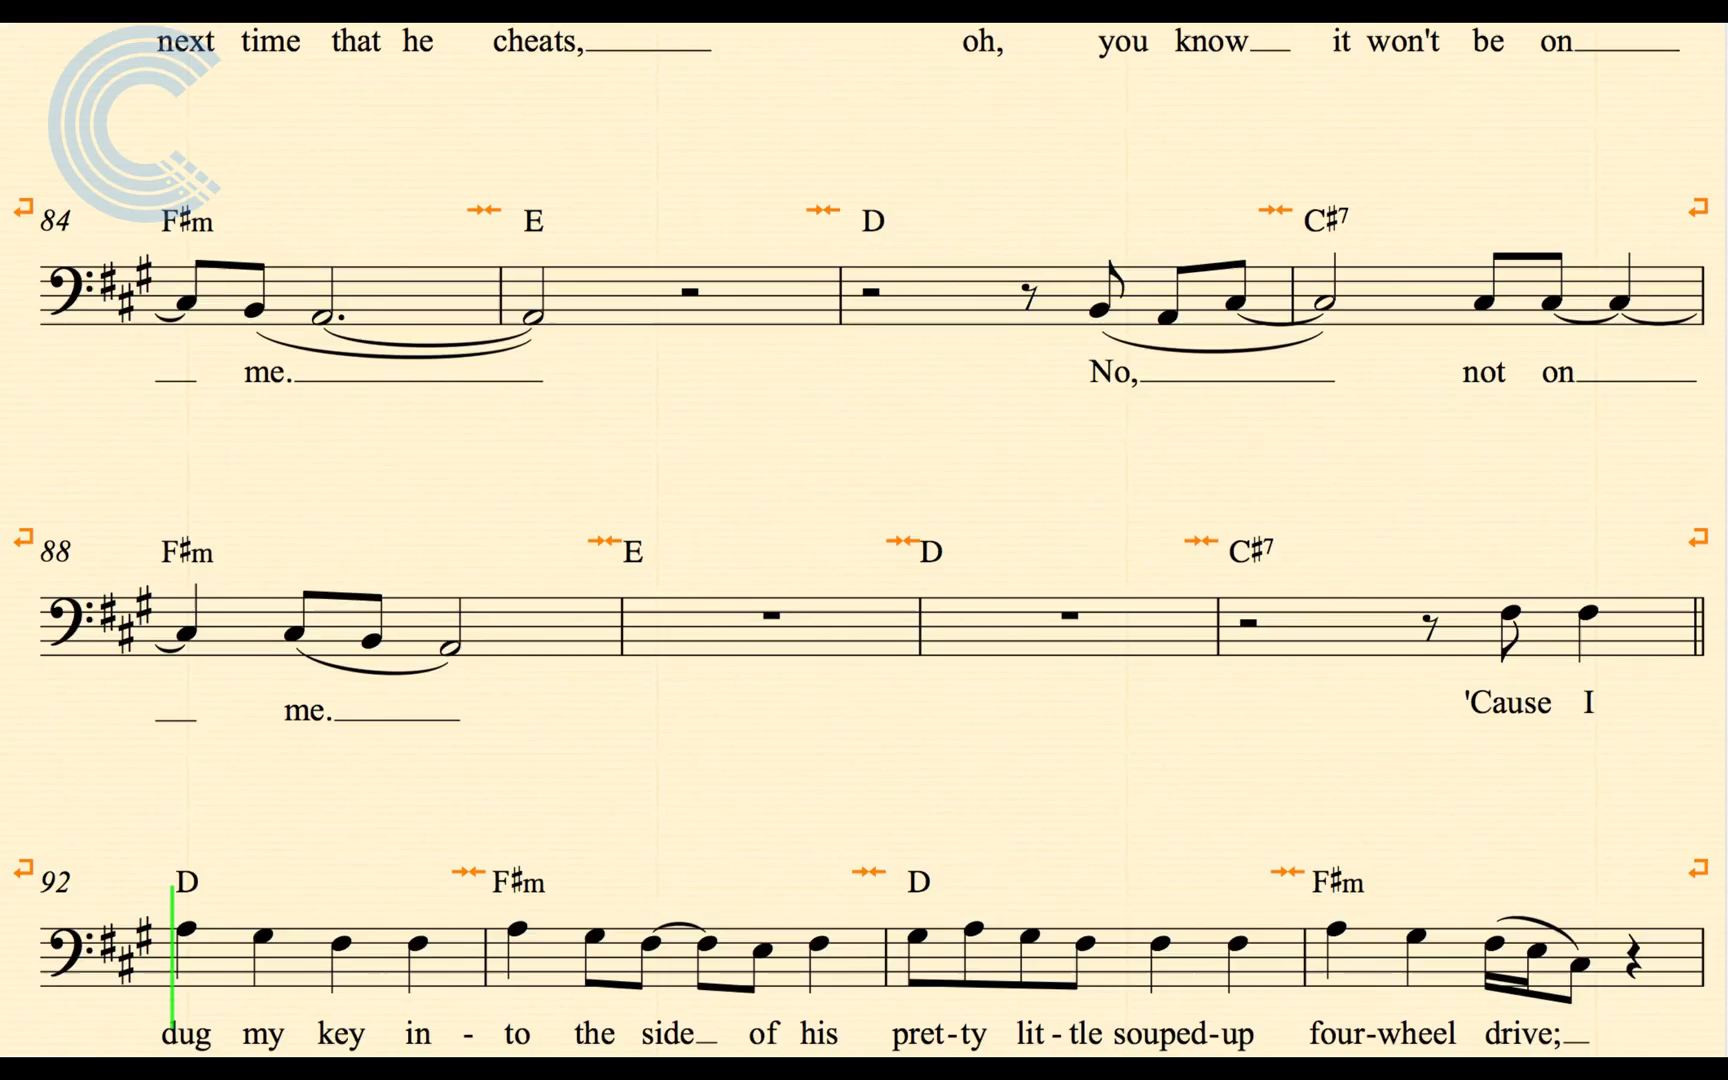 next time that he cheats, oh, you know it won't be on
84 F♯m E D C♯7
me. No, not on
88 F♯m E D C♯7
me. 'Cause I
92 D F♯m D F♯m
dug my key in - to the side of his pret - ty lit - tle souped - up four - wheel drive;